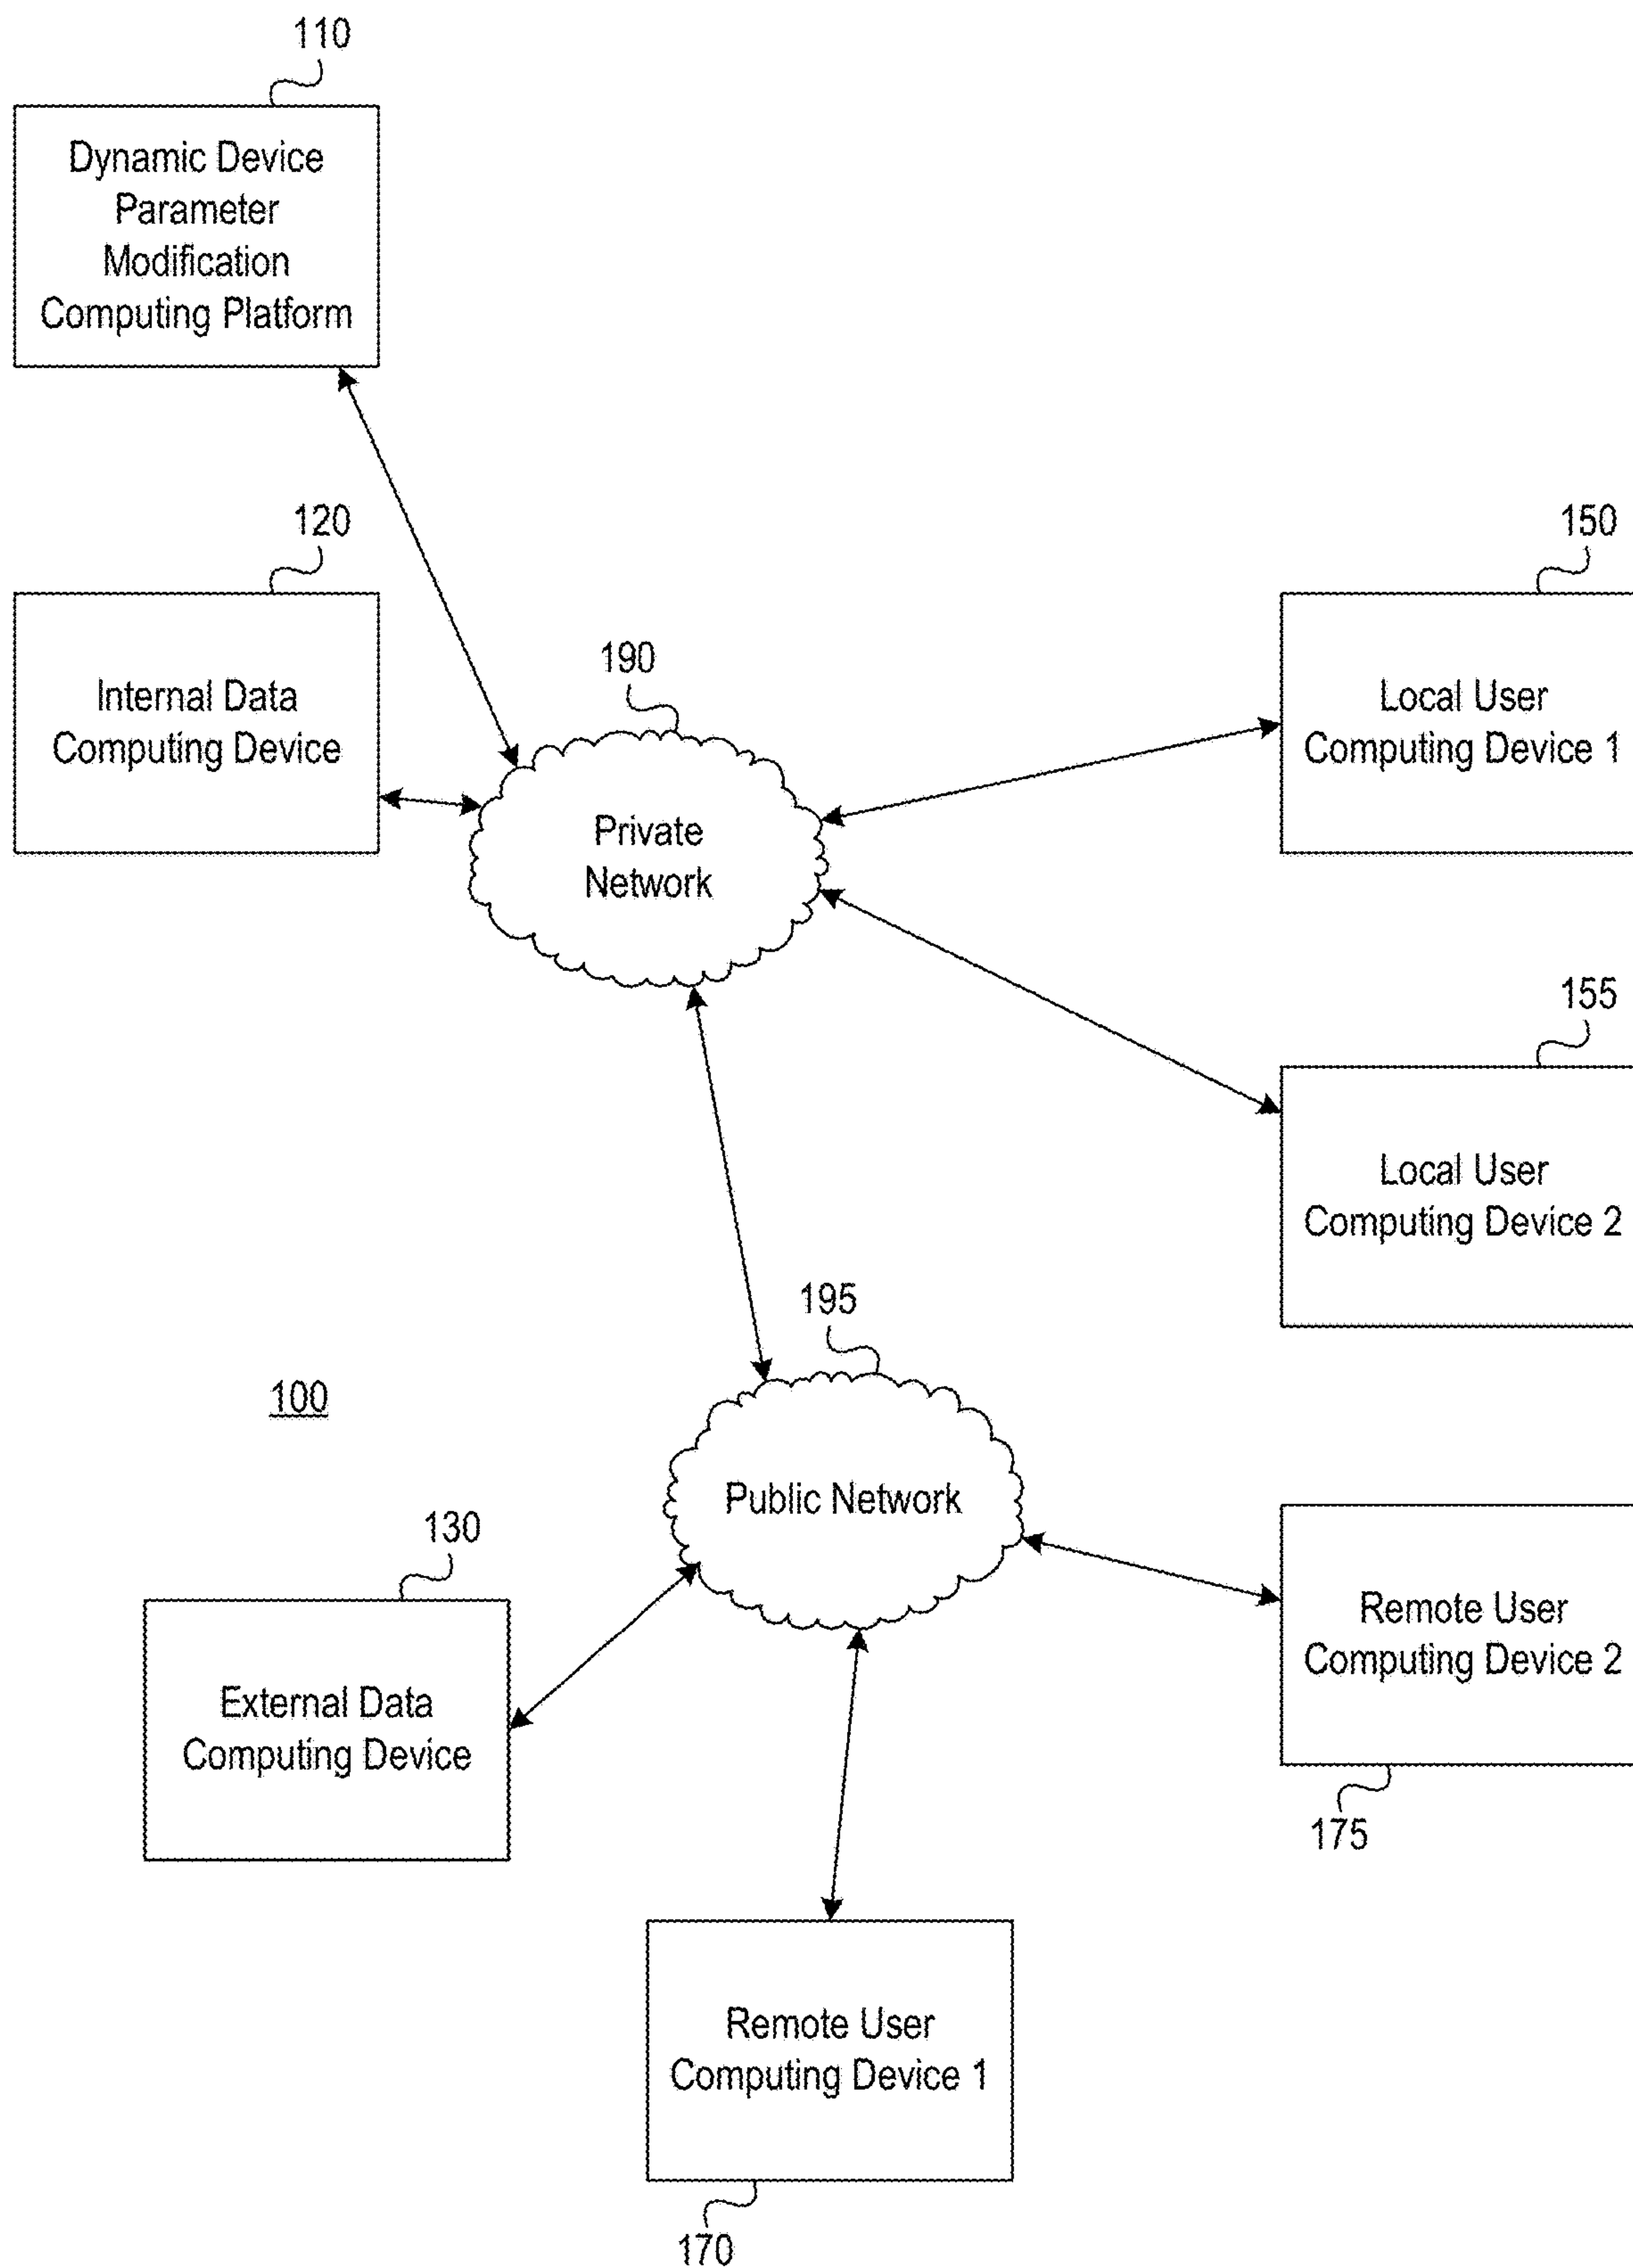 110
Dynamic Device
Parameter
Modification
Computing Platform
120
Internal Data
Computing Device
190
Private
Network
150
Local User
Computing Device 1
155
Local User
Computing Device 2
195
Public Network
100
130
External Data
Computing Device
Remote User
Computing Device 2
175
Remote User
Computing Device 1
170